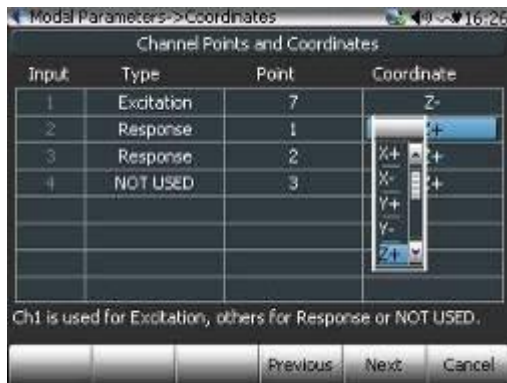 Modal Parameters->Coordinates 16:26
Channel Points and Coordinates
Input Type Point Coordinate
1 Excitation 7 Z-
2 Response 1 Z+
3 Response 2 Z+
4 NOT USED 3 Z+
X+
X-
Y+
Y-
Z+
Ch1 is used for Excitation, others for Response or NOT USED.
Previous Next Cancel